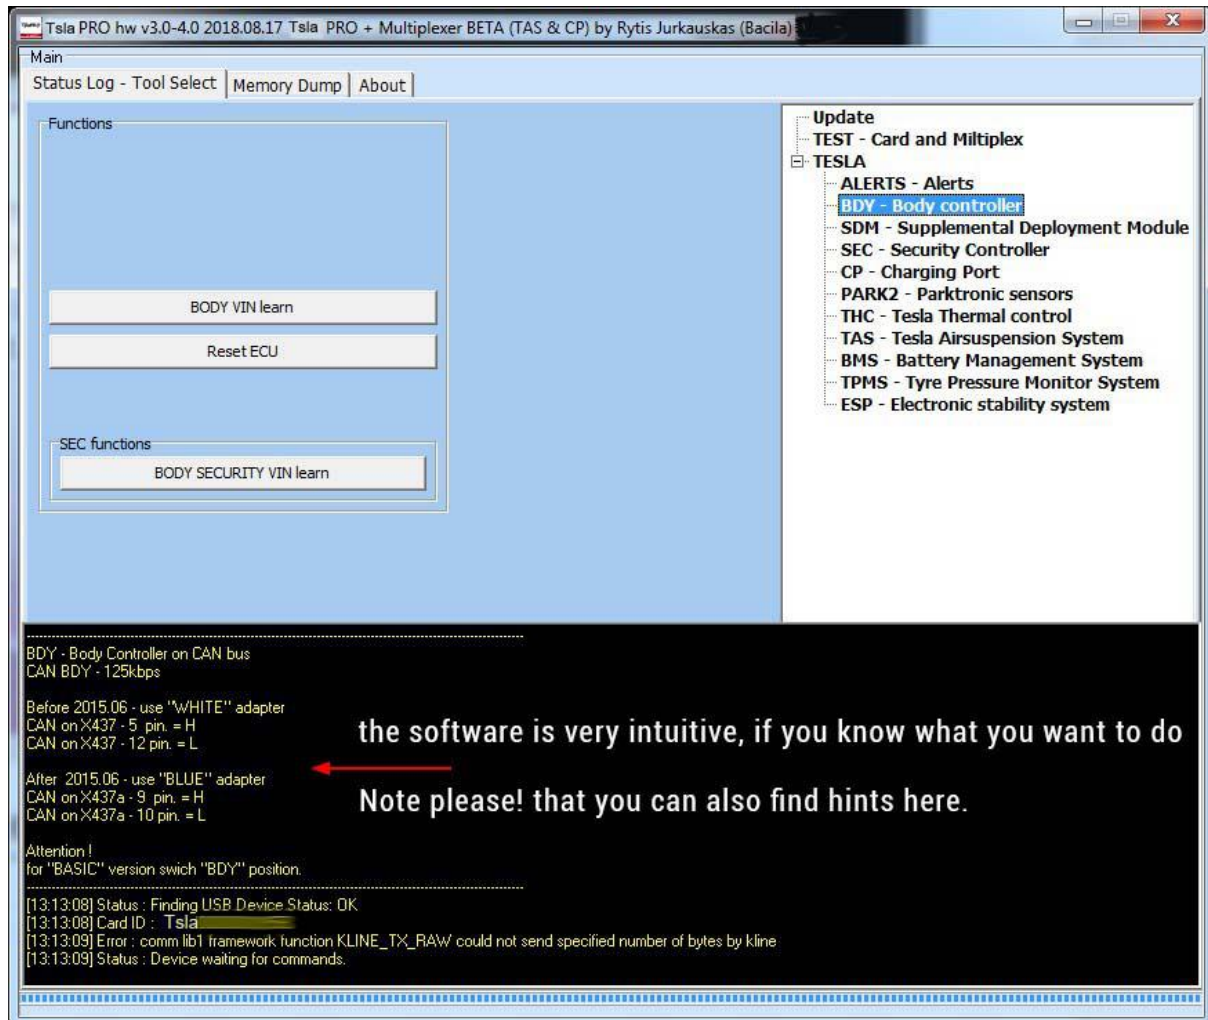 Tsla PRO hw v3.0-4.0 2018.08.17 Tsla PRO + Multiplexer BETA (TAS & CP) by Rytis Jurkauskas (Bacila)
Main
Status Log - Tool Select
Memory Dump
About
Functions
BODY VIN learn
Reset ECU
SEC functions
BODY SECURITY VIN learn
Update
TEST - Card and Miltiplex
TESLA
ALERTS - Alerts
BDY - Body controller
SDM - Supplemental Deployment Module
SEC - Security Controller
CP - Charging Port
PARK2 - Parktronic sensors
THC - Tesla Thermal control
TAS - Tesla Airsuspension System
BMS - Battery Management System
TPMS - Tyre Pressure Monitor System
ESP - Electronic stability system
BDY - Body Controller on CAN bus
CAN BDY - 125kbps
Before 2015.06 - use "WHITE" adapter
CAN on X437 - 5 pin. = H
CAN on X437 - 12 pin. = L
After 2015.06 - use "BLUE" adapter
CAN on X437a - 9 pin. = H
CAN on X437a - 10 pin. = L
Attention !
for "BASIC" version swich "BDY" position.
the software is very intuitive, if you know what you want to do
Note please! that you can also find hints here.
[13:13:08] Status : Finding USB Device Status: OK
[13:13:08] Card ID : Tsla
[13:13:09] Error : comm lib1 framework function KLINE_TX_RAW could not send specified number of bytes by kline
[13:13:09] Status : Device waiting for commands.